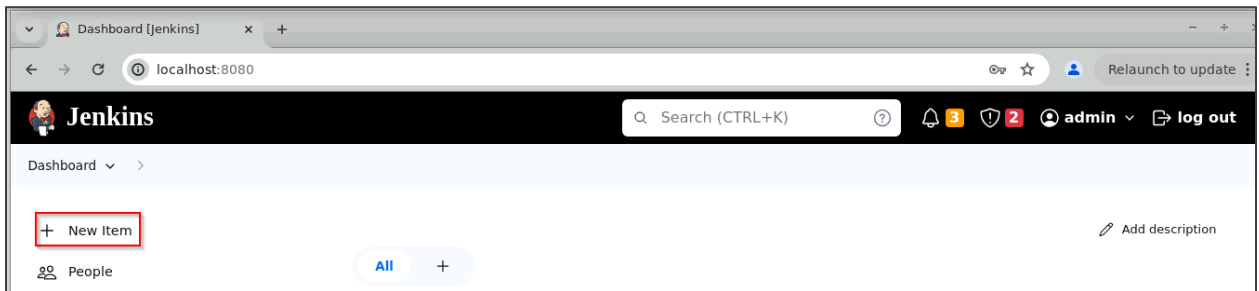 Dashboard [Jenkins]
localhost:8080
Relaunch to update
Jenkins
Search (CTRL+K)
3
2
admin
log out
Dashboard
New Item
Add description
People
All